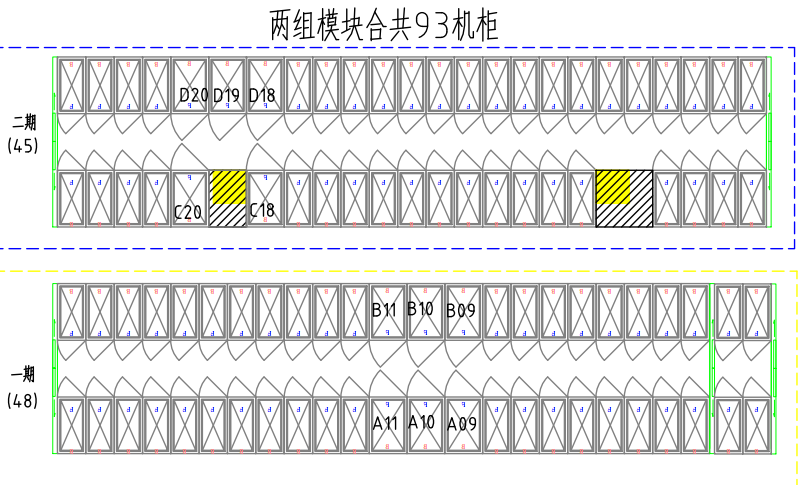 两组模块合共93机柜
D20 D19 D18
二期
(45)
C20 C18
B11 B10 B09
一期
(48)
A11 A10 A09